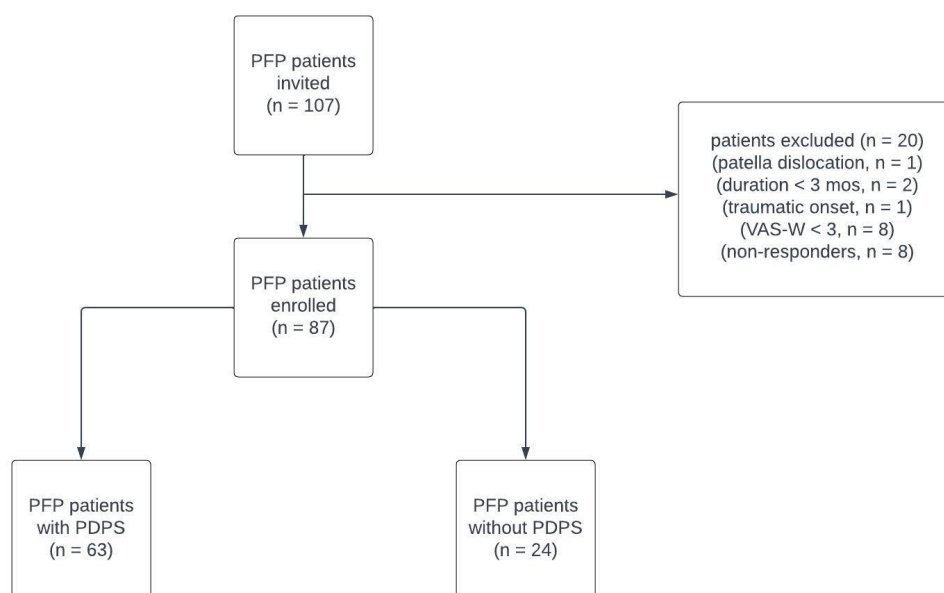 PFP patients
invited
(n = 107)
patients excluded (n = 20)
(patella dislocation, n = 1)
(duration < 3 mos, n = 2)
(traumatic onset, n = 1)
(VAS-W < 3, n = 8)
(non-responders, n = 8)
PFP patients
enrolled
(n = 87)
PFP patients
with PDPS
(n = 63)
PFP patients
without PDPS
(n = 24)